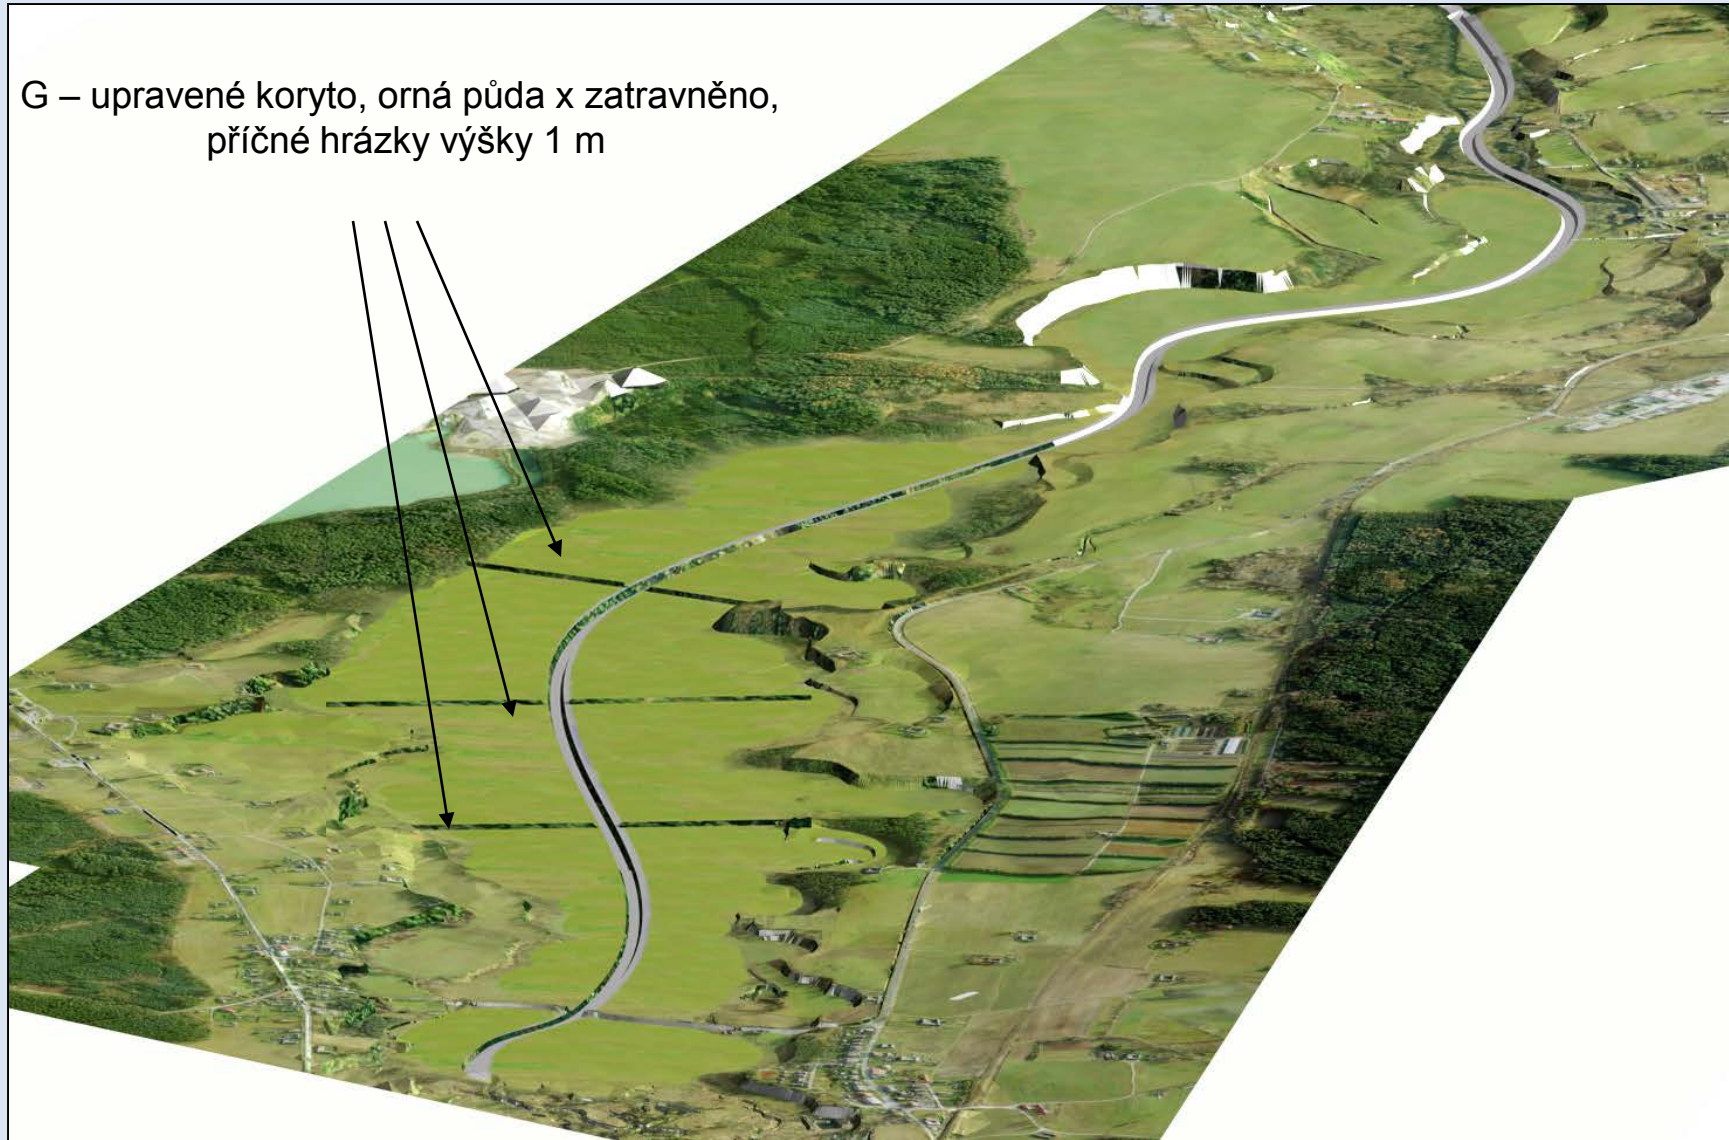 G – upravené koryto, orná půda x zatravněno,
příčné hrázky výšky 1 m